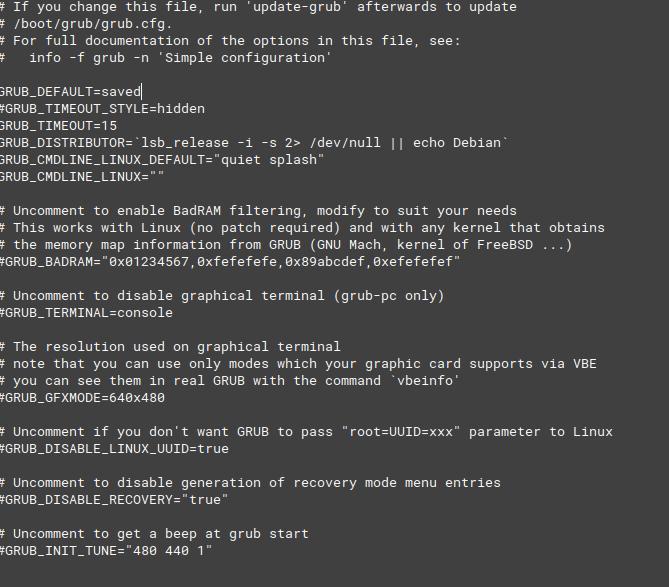 # If you change this file, run 'update-grub' afterwards to update
# /boot/grub/grub.cfg.
# For full documentation of the options in this file, see:
#   info -f grub -n 'Simple configuration'

GRUB_DEFAULT=saved
#GRUB_TIMEOUT_STYLE=hidden
GRUB_TIMEOUT=15
GRUB_DISTRIBUTOR=`lsb_release -i -s 2> /dev/null || echo Debian`
GRUB_CMDLINE_LINUX_DEFAULT="quiet splash"
GRUB_CMDLINE_LINUX=""

# Uncomment to enable BadRAM filtering, modify to suit your needs
# This works with Linux (no patch required) and with any kernel that obtains
# the memory map information from GRUB (GNU Mach, kernel of FreeBSD ...)
#GRUB_BADRAM="0x01234567,0xfefefefe,0x89abcdef,0xefefefef"

# Uncomment to disable graphical terminal (grub-pc only)
#GRUB_TERMINAL=console

# The resolution used on graphical terminal
# note that you can use only modes which your graphic card supports via VBE
# you can see them in real GRUB with the command `vbeinfo'
#GRUB_GFXMODE=640x480

# Uncomment if you don't want GRUB to pass "root=UUID=xxx" parameter to Linux
#GRUB_DISABLE_LINUX_UUID=true

# Uncomment to disable generation of recovery mode menu entries
#GRUB_DISABLE_RECOVERY="true"

# Uncomment to get a beep at grub start
#GRUB_INIT_TUNE="480 440 1"